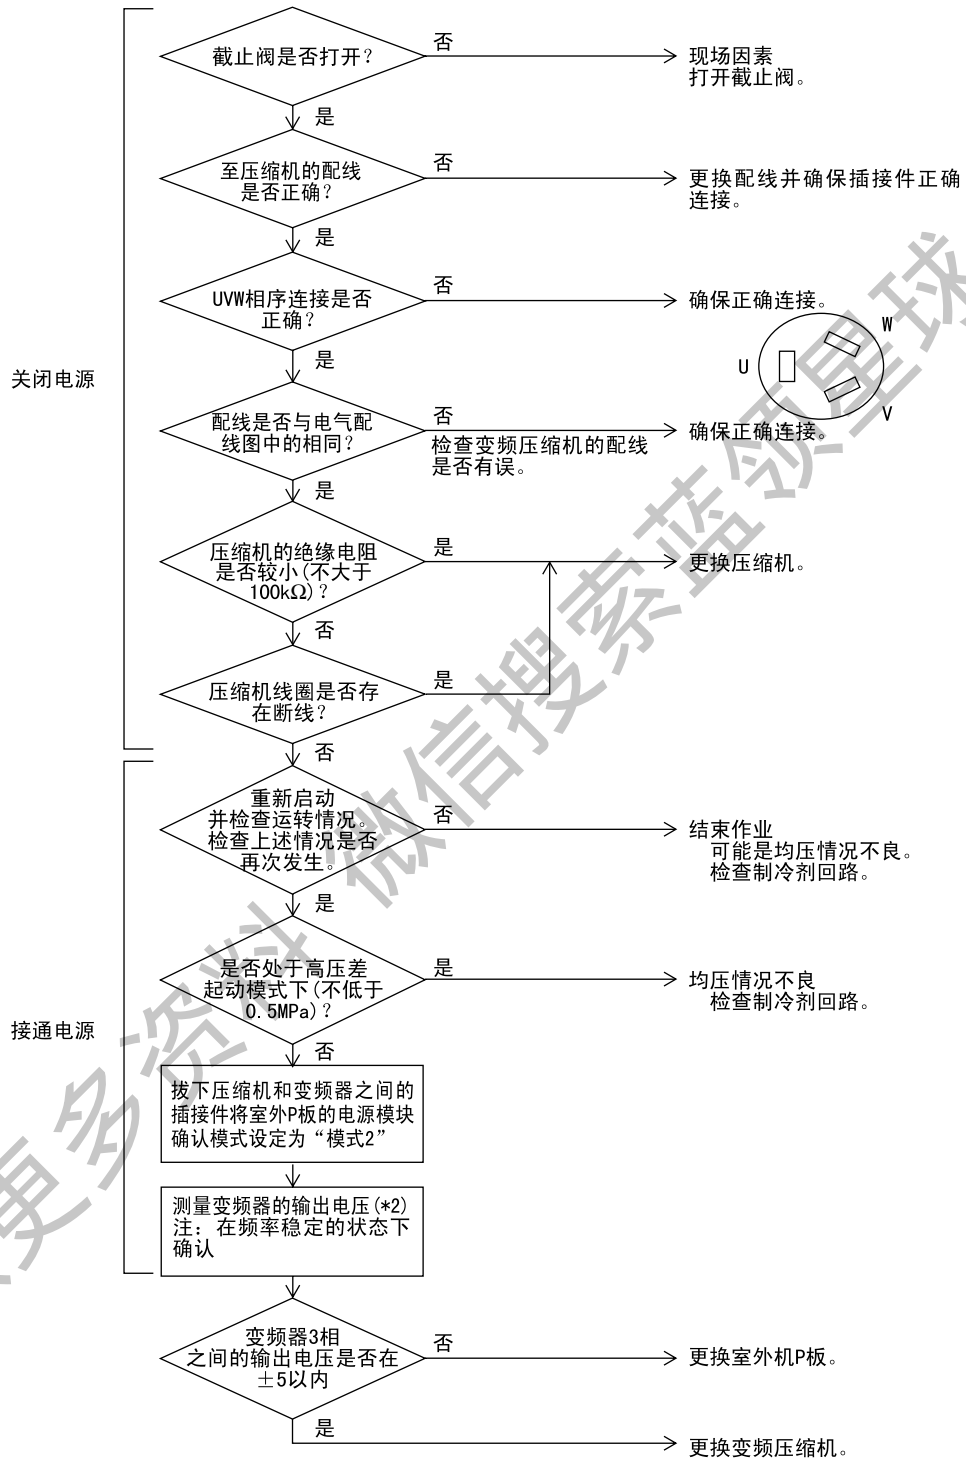 截止阀是否打开？
否
现场因素
打开截止阀。
是
至压缩机的配线
是否正确？
否
更换配线并确保插接件正确
连接。
是
UVW相序连接是否
正确？
否
确保正确连接。
U
W
V
是
关闭电源
配线是否与电气配
线图中的相同？
否
检查变频压缩机的配线
是否有误。
确保正确连接。
是
压缩机的绝缘电阻
是否较小(不大于
100kΩ)？
是
更换压缩机。
否
压缩机线圈是否存
在断线？
是
否
重新启动
并检查运转情况。
检查上述情况是否
再次发生。
否
结束作业
可能是均压情况不良。
检查制冷剂回路。
是
是否处于高压差
起动模式下(不低于
0.5MPa)？
是
均压情况不良
检查制冷剂回路。
否
接通电源
拔下压缩机和变频器之间的
插接件将室外P板的电源模块
确认模式设定为“模式2”
测量变频器的输出电压(*2)
注：在频率稳定的状态下
确认
变频器3相
之间的输出电压是否在
±5以内
否
更换室外机P板。
是
更换变频压缩机。
更多资料 微信搜索蓝领星球